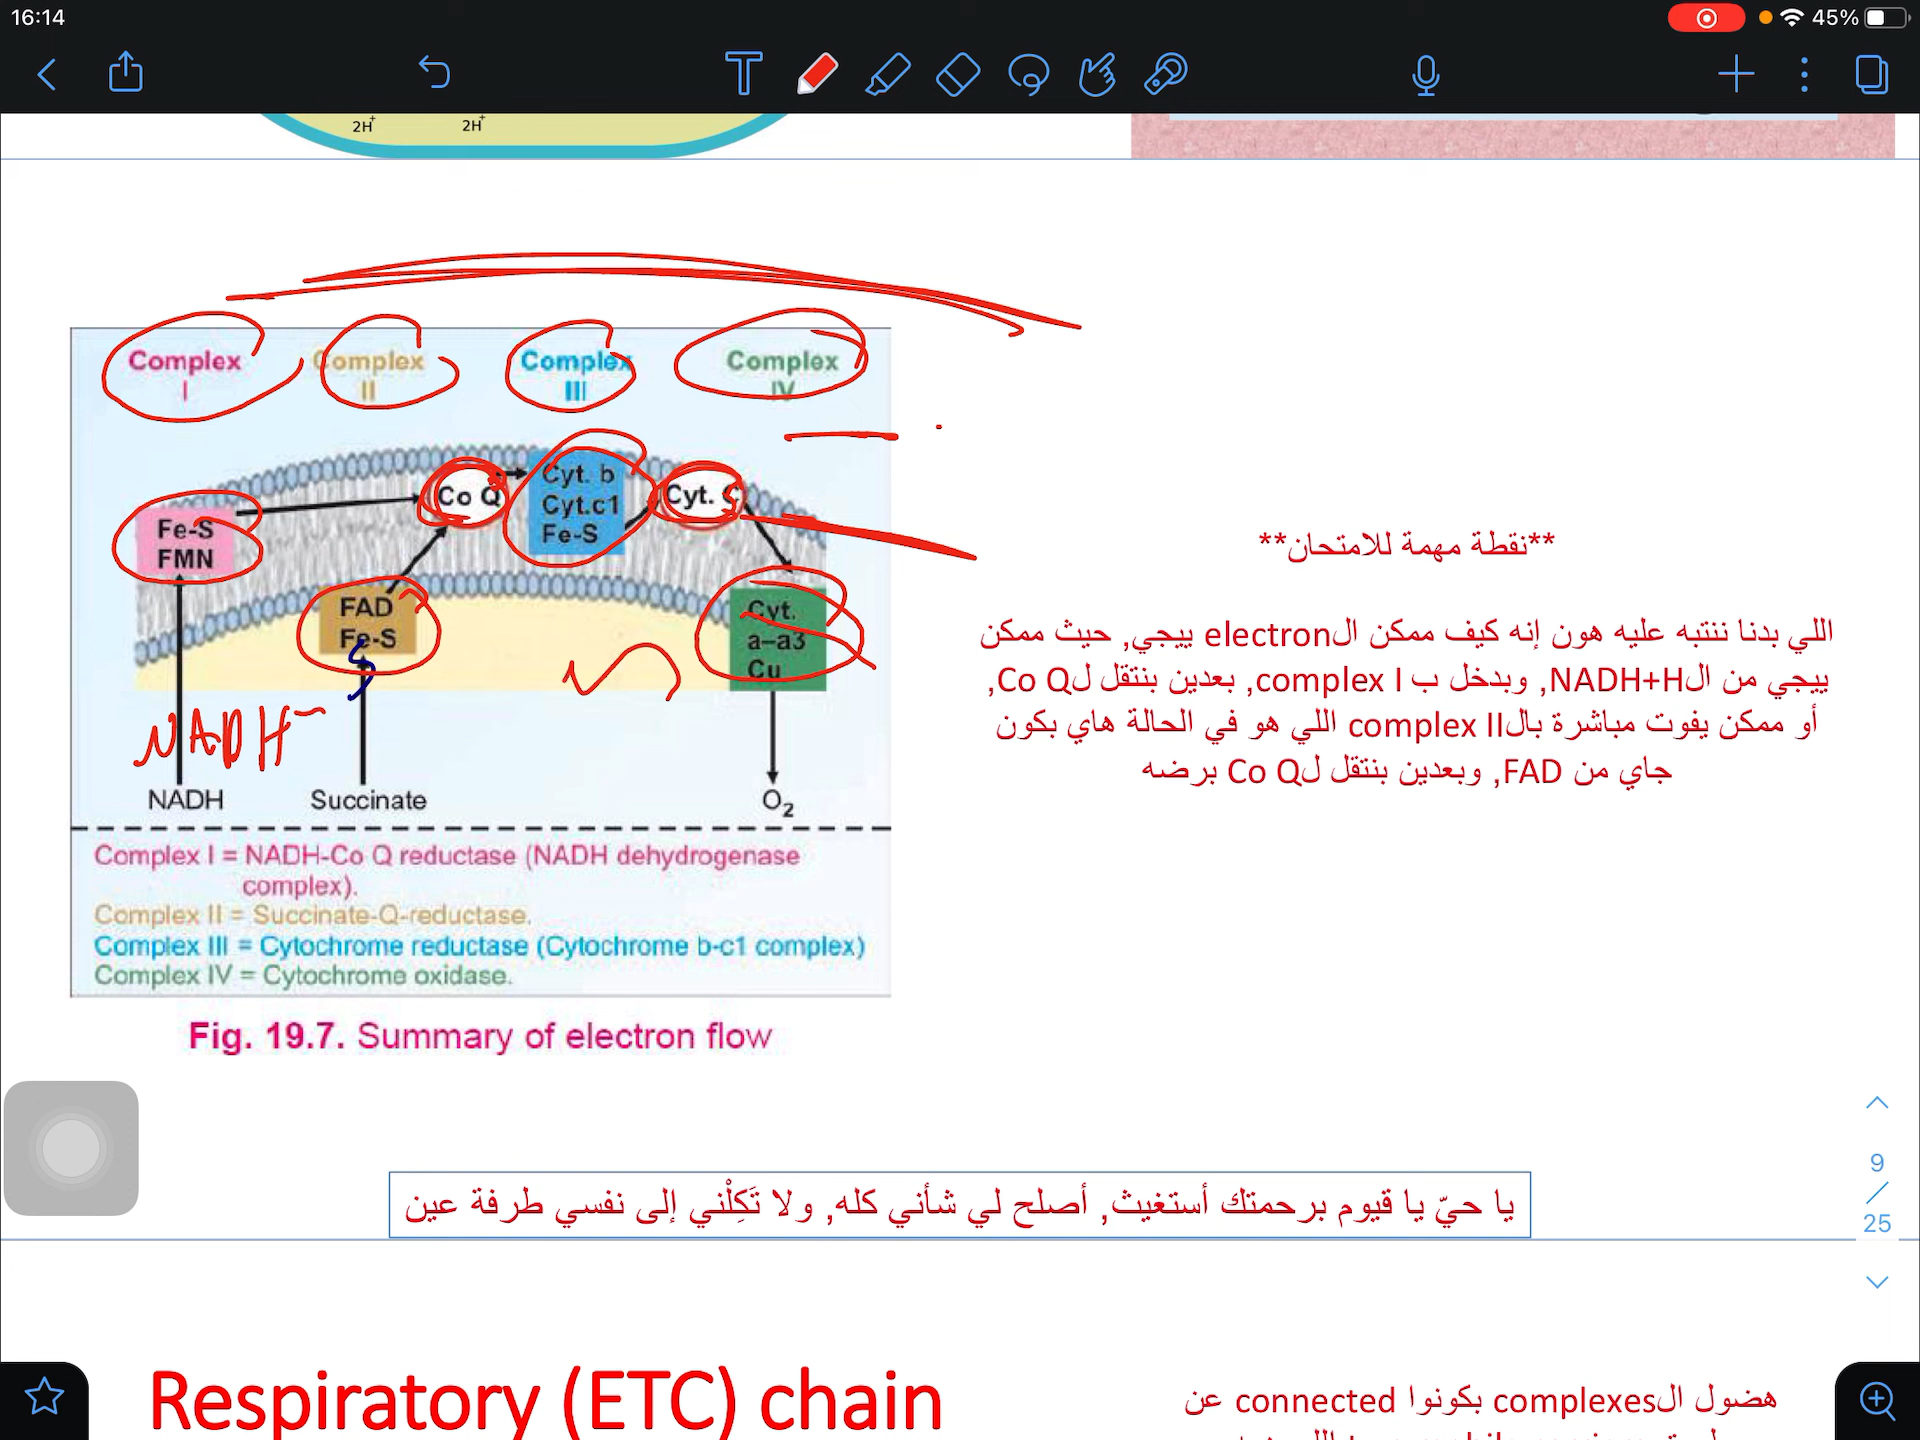 16:14
45%
2H+
2H+
Complex I
Complex II
Complex III
Complex IV
Co Q
Cyt. b
Cyt.c1
Fe-S
Cyt. C
Fe-S
FMN
FAD
Fe-S
Cyt.
a–a3
Cu
NADH
NADH
Succinate
O2
Complex I = NADH-Co Q reductase (NADH dehydrogenase
complex).
Complex II = Succinate-Q-reductase.
Complex III = Cytochrome reductase (Cytochrome b-c1 complex)
Complex IV = Cytochrome oxidase.
Fig. 19.7. Summary of electron flow
**نقطة مهمة للامتحان**
اللي بدنا ننتبه عليه هون إنه كيف ممكن الelectron ييجي, حيث ممكن
ييجي من الNADH+H, وبدخل ب complex I, بعدين بنتقل لCo Q,
أو ممكن يفوت مباشرة بالcomplex II اللي هو في الحالة هاي بكون
جاي من FAD, وبعدين بنتقل لCo Q برضه
9
/
25
يا حيّ يا قيوم برحمتك أستغيث, أصلح لي شأني كله, ولا تَكِلْني إلى نفسي طرفة عين
Respiratory (ETC) chain
هضول الcomplexes بكونوا connected عن